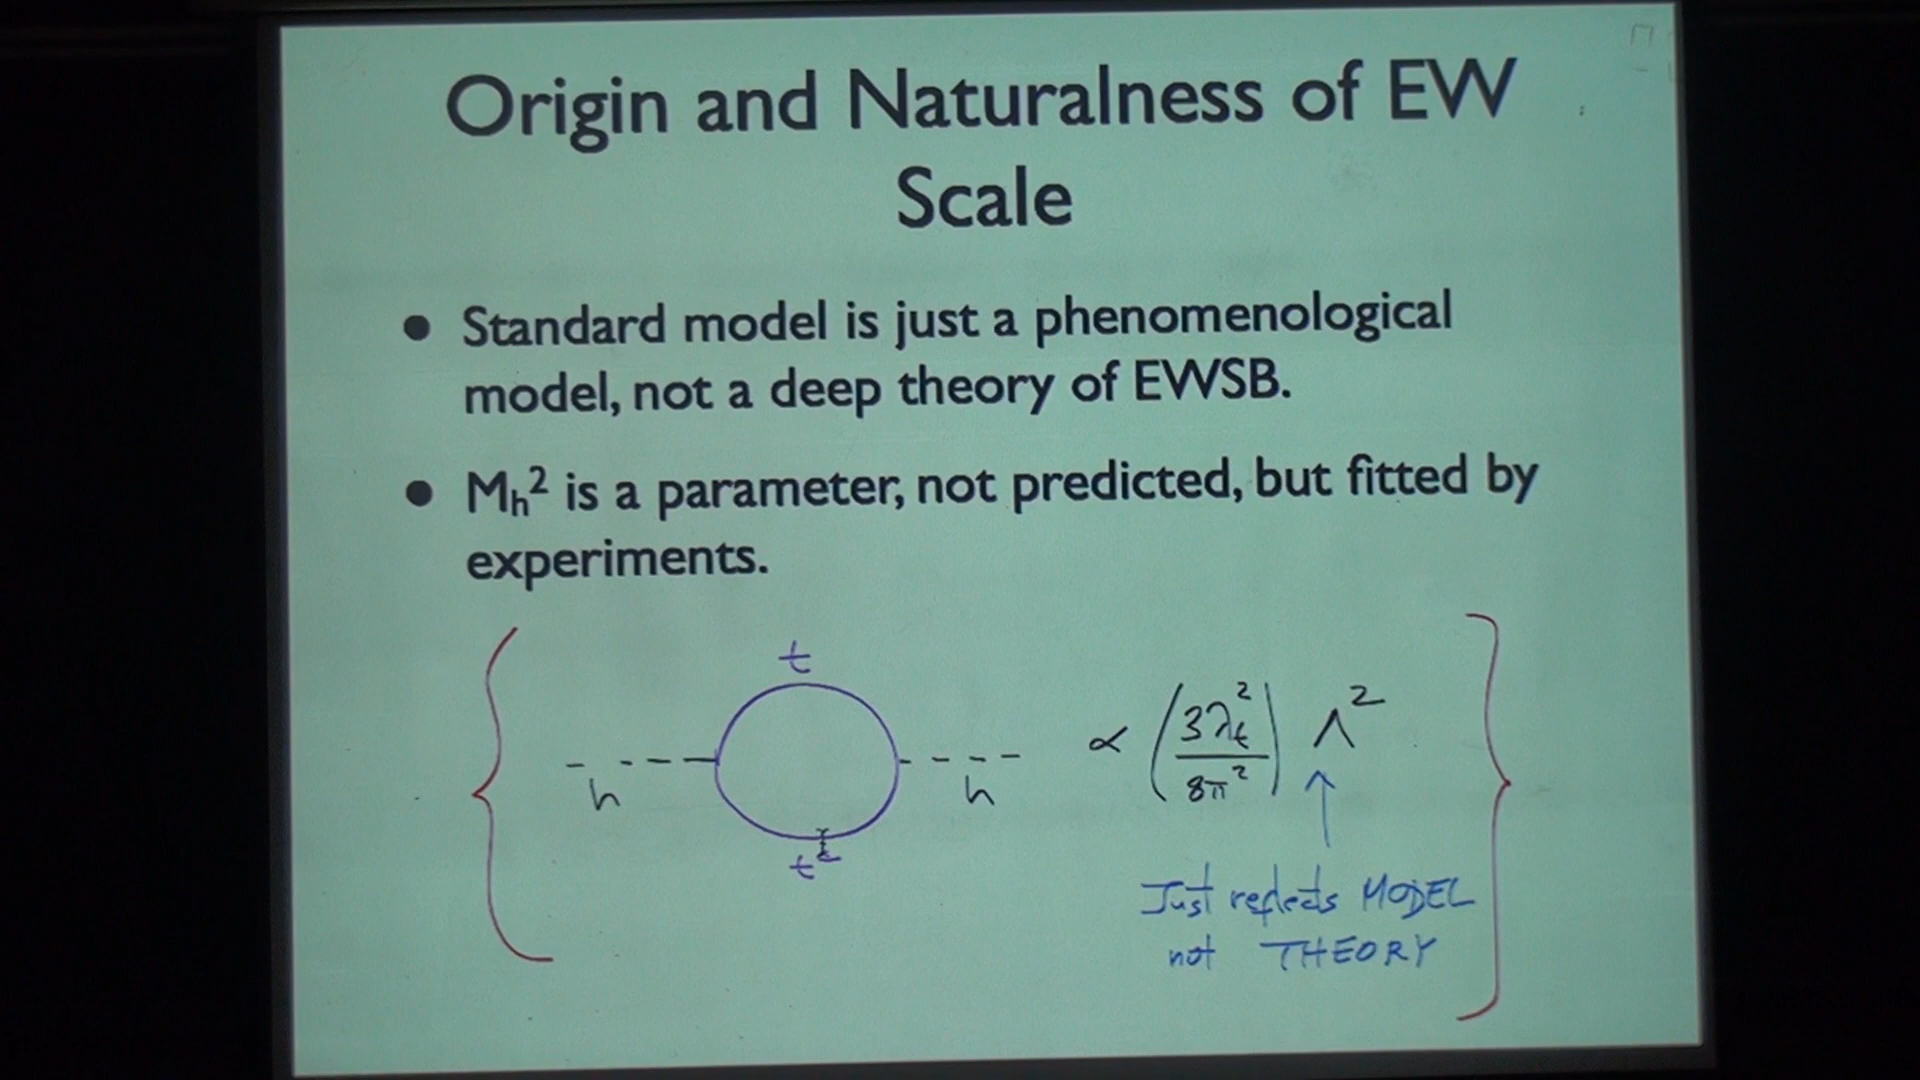 Origin and Naturalness of EW
Scale
• Standard model is just a phenomenological
model, not a deep theory of EWSB.
• Mₕ² is a parameter, not predicted, but fitted by
experiments.
t
h
h
t
∝ (3λₜ²/8π²) Λ²
Just reflects MODEL
not THEORY